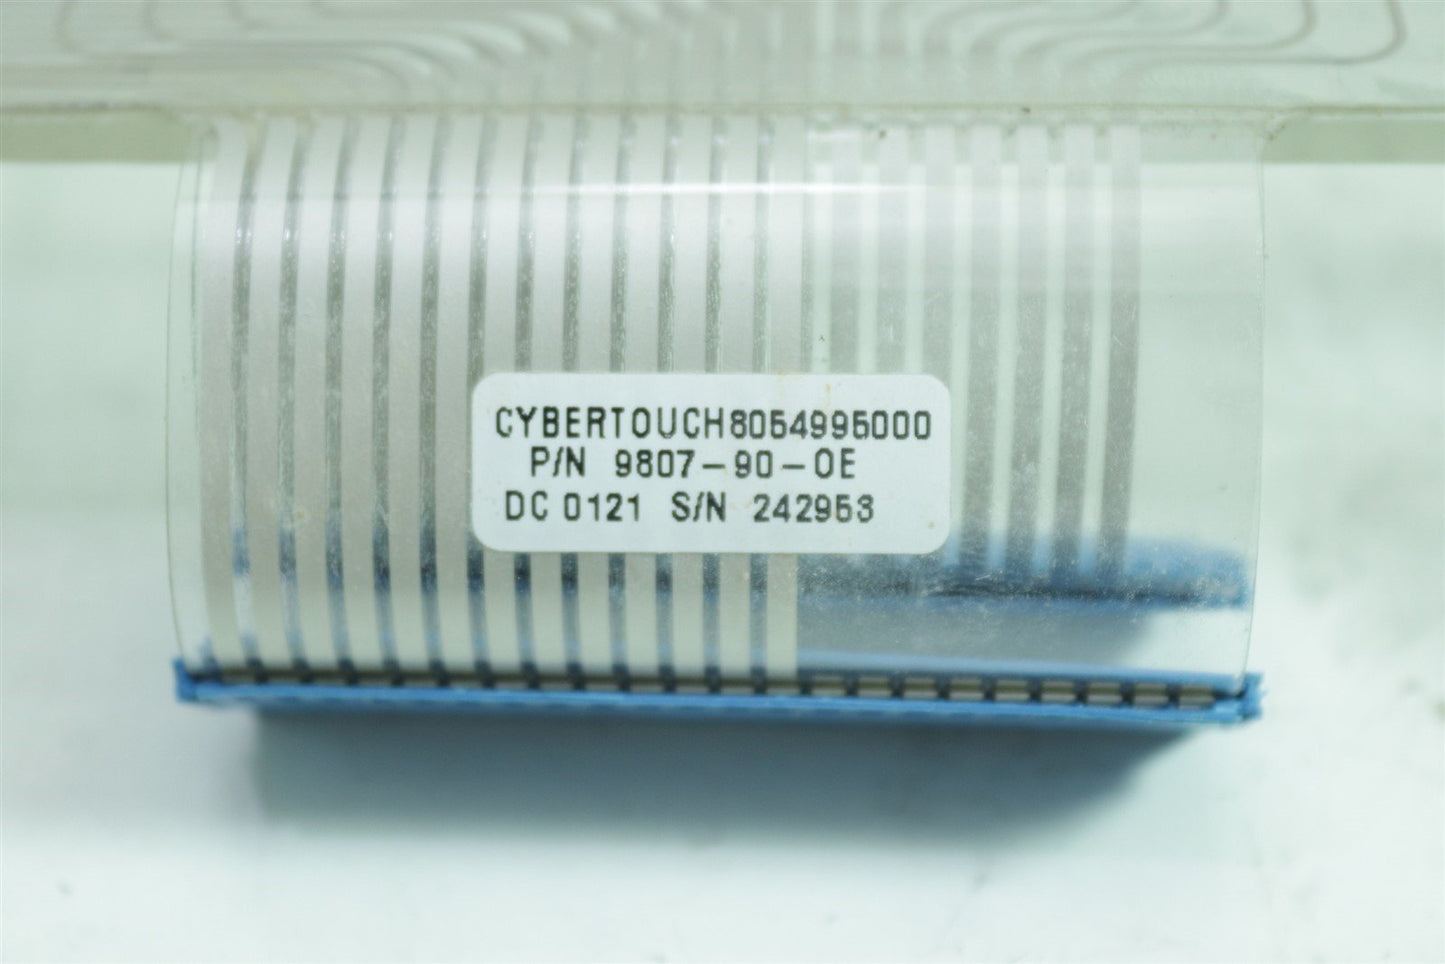 CYBERTOUCH8054995000
P/N 9807-90-0E
DC 0121 S/N 242953